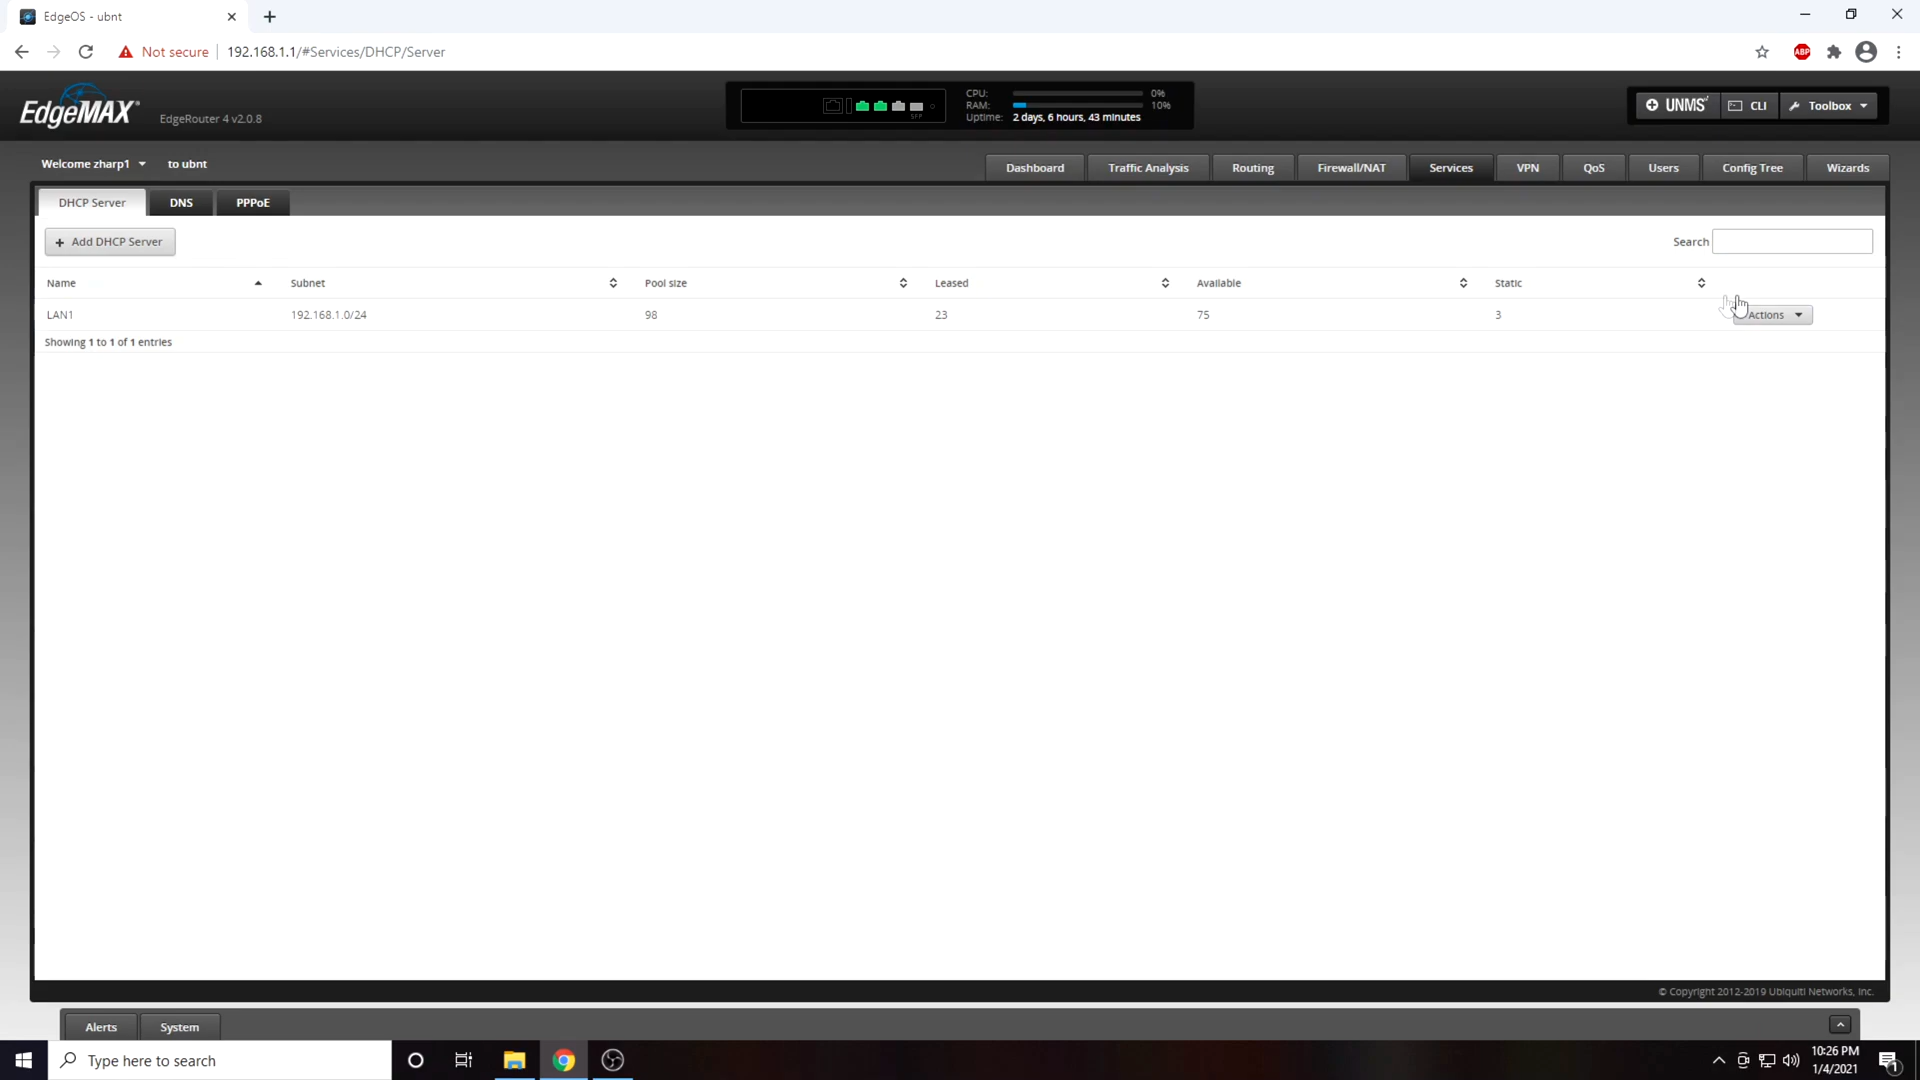 EdgeOS - ubnt
Not secure 192.168.1.1/#Services/DHCP/Server
ABP
EdgeMAX
EdgeRouter 4 v2.0.8
SFP
CPU: 0%
RAM: 10%
Uptime: 2 days, 6 hours, 43 minutes
UNMS CLI Toolbox
Welcome zharp1 to ubnt
Dashboard Traffic Analysis Routing Firewall/NAT Services VPN QoS Users Config Tree Wizards
DHCP Server DNS PPPoE
+ Add DHCP Server
Search
Name Subnet Pool size Leased Available Static
LAN1 192.168.1.0/24 98 23 75 3 Actions
Showing 1 to 1 of 1 entries
© Copyright 2012-2019 Ubiquiti Networks, Inc.
Alerts System
Type here to search
10:26 PM
1/4/2021
1